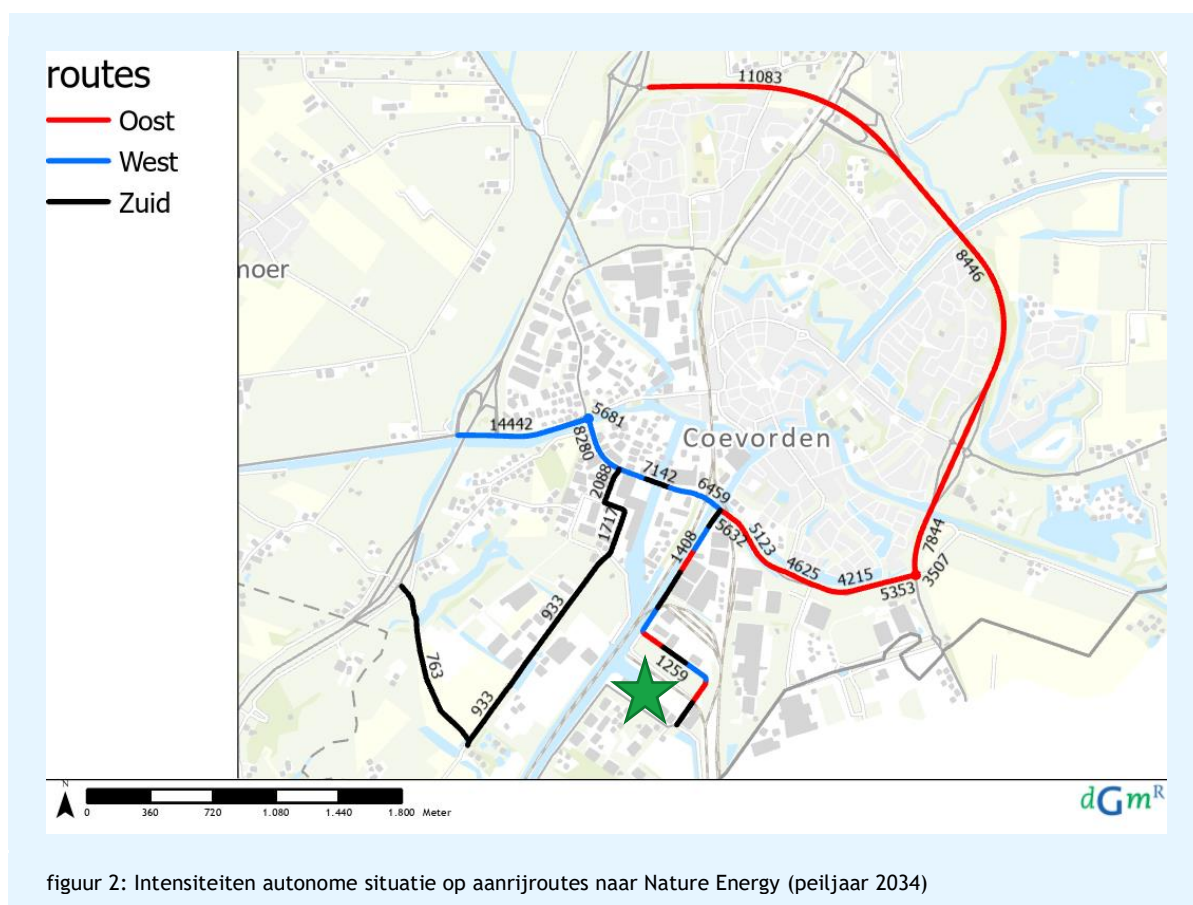 routes
Oost
West
Zuid
11083
8446
moer
5681
14442
8280
Coevorden
7142
2088
6459
5632
5123
1717
1408
7844
4625
4215
5353
3507
933
763
1259
933
N
0 360 720 1.080 1.440 1.800 Meter
dGmR
figuur 2: Intensiteiten autonome situatie op aanrijroutes naar Nature Energy (peiljaar 2034)